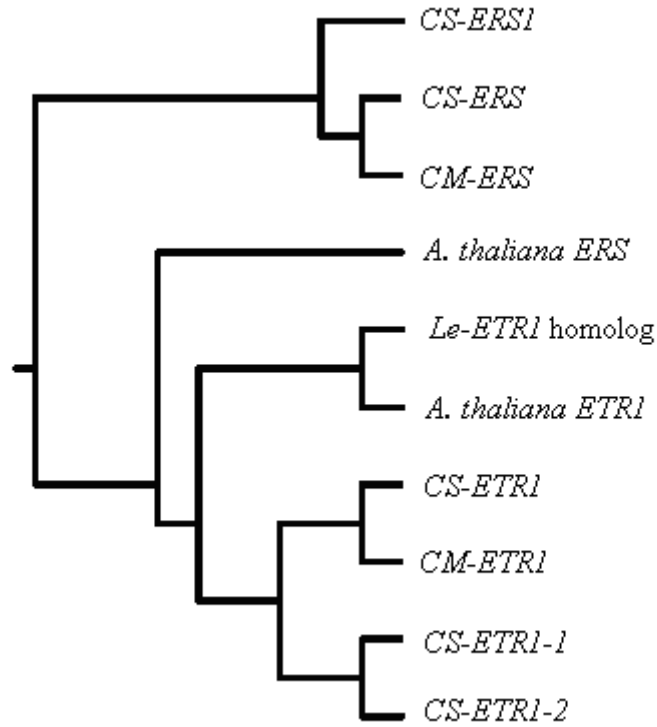 CS-ERS1
CS-ERS
CM-ERS
A. thaliana ERS
Le-ETR1 homolog
A. thaliana ETR1
CS-ETR1
CM-ETR1
CS-ETR1-1
CS-ETR1-2